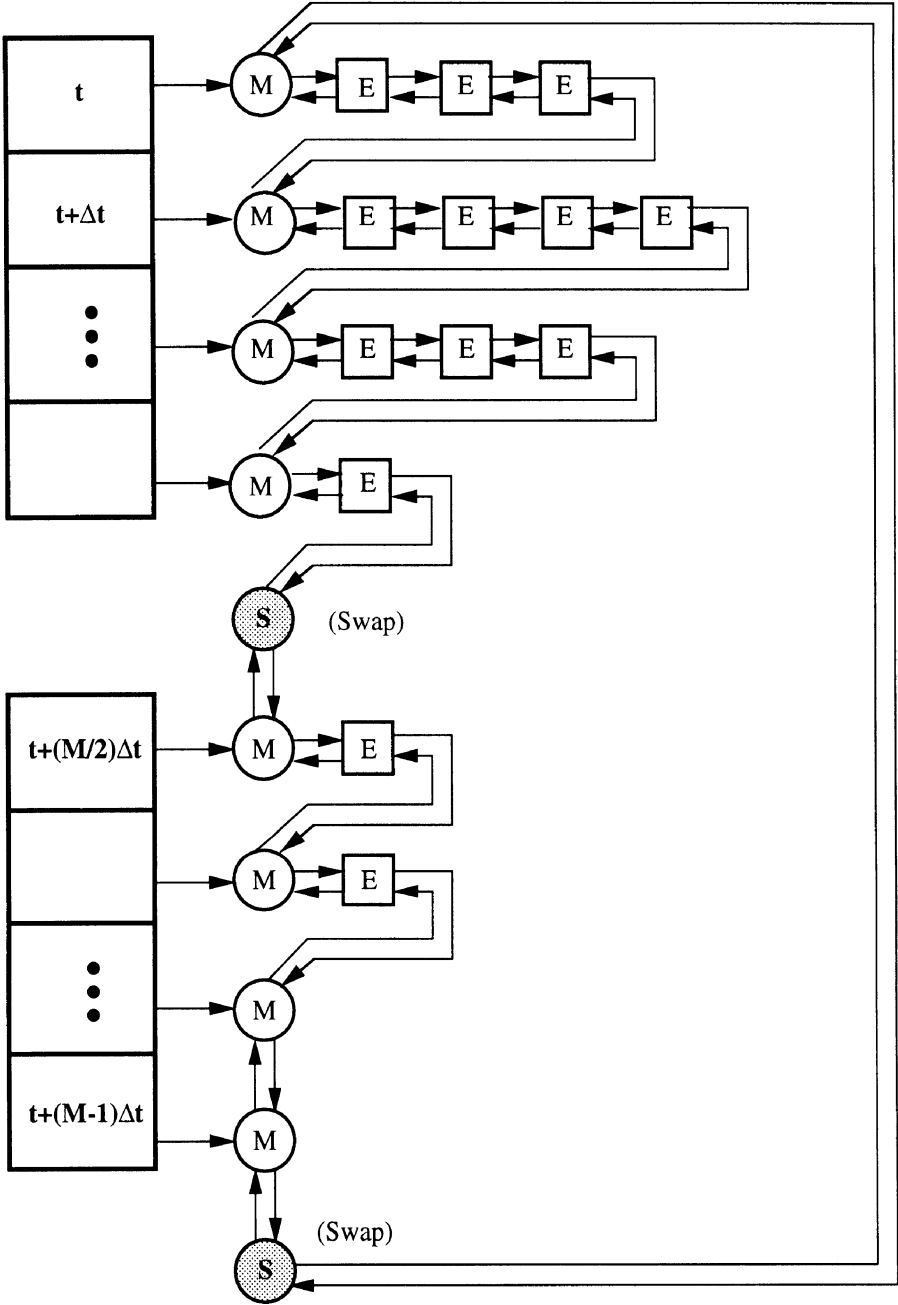 t
M E E E
t+Δt
M E E E E
M E E E
M E
S (Swap)
t+(M/2)Δt
M E
M E
M
t+(M-1)Δt
M
(Swap)
S